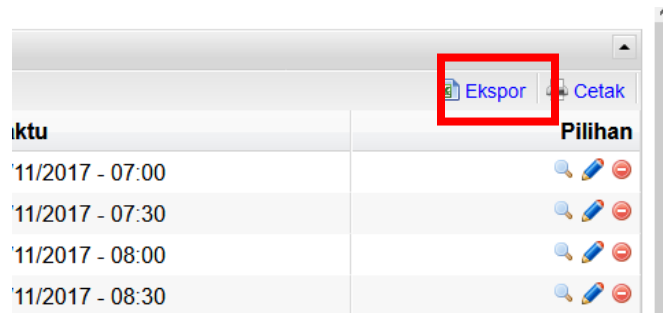 Ekspor Cetak
aktu Pilihan
/11/2017 - 07:00
/11/2017 - 07:30
/11/2017 - 08:00
/11/2017 - 08:30